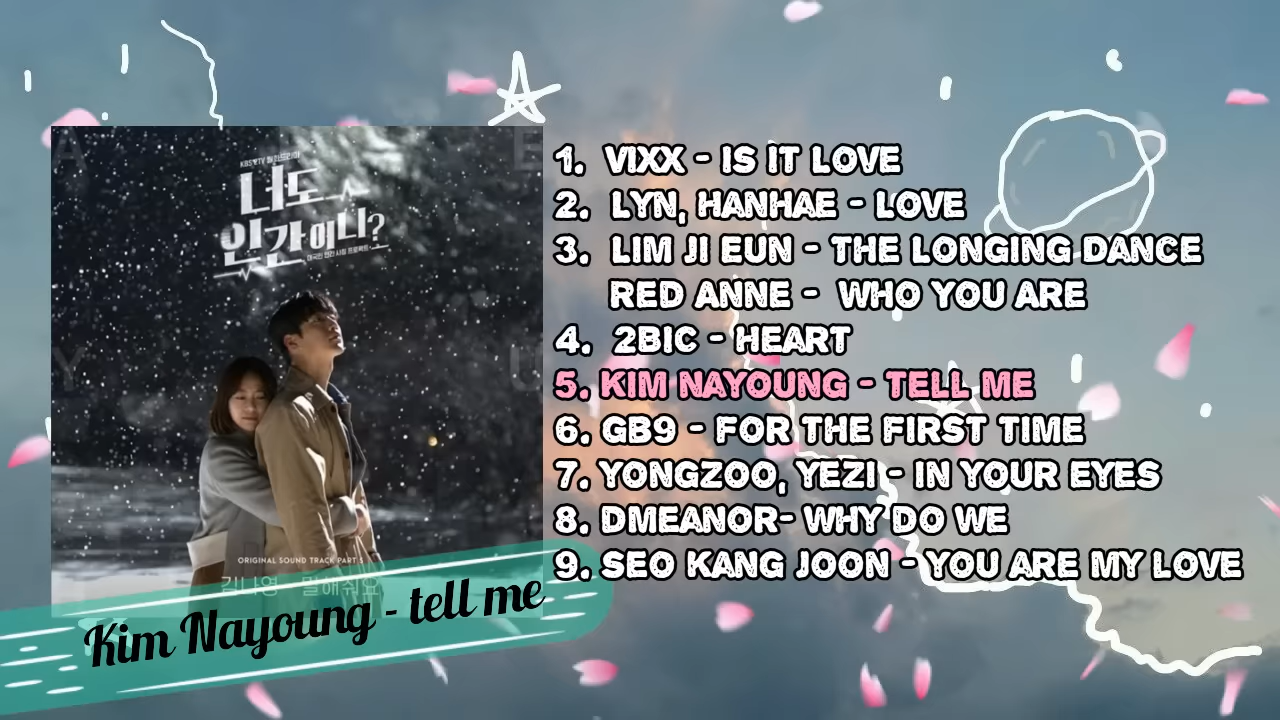 KBS2TV 월화드라마
너도
인간이니?
ORIGINAL SOUND TRACK PART 5
김나영 말해줘요
Kim Nayoung - tell me
1. VIXX - IS IT LOVE
2. LYN, HANHAE - LOVE
3. LIM JI EUN - THE LONGING DANCE
RED ANNE - WHO YOU ARE
4. 2BIC - HEART
5. KIM NAYOUNG - TELL ME
6. GB9 - FOR THE FIRST TIME
7. YONGZOO, YEZI - IN YOUR EYES
8. DMEANOR- WHY DO WE
9. SEO KANG JOON - YOU ARE MY LOVE